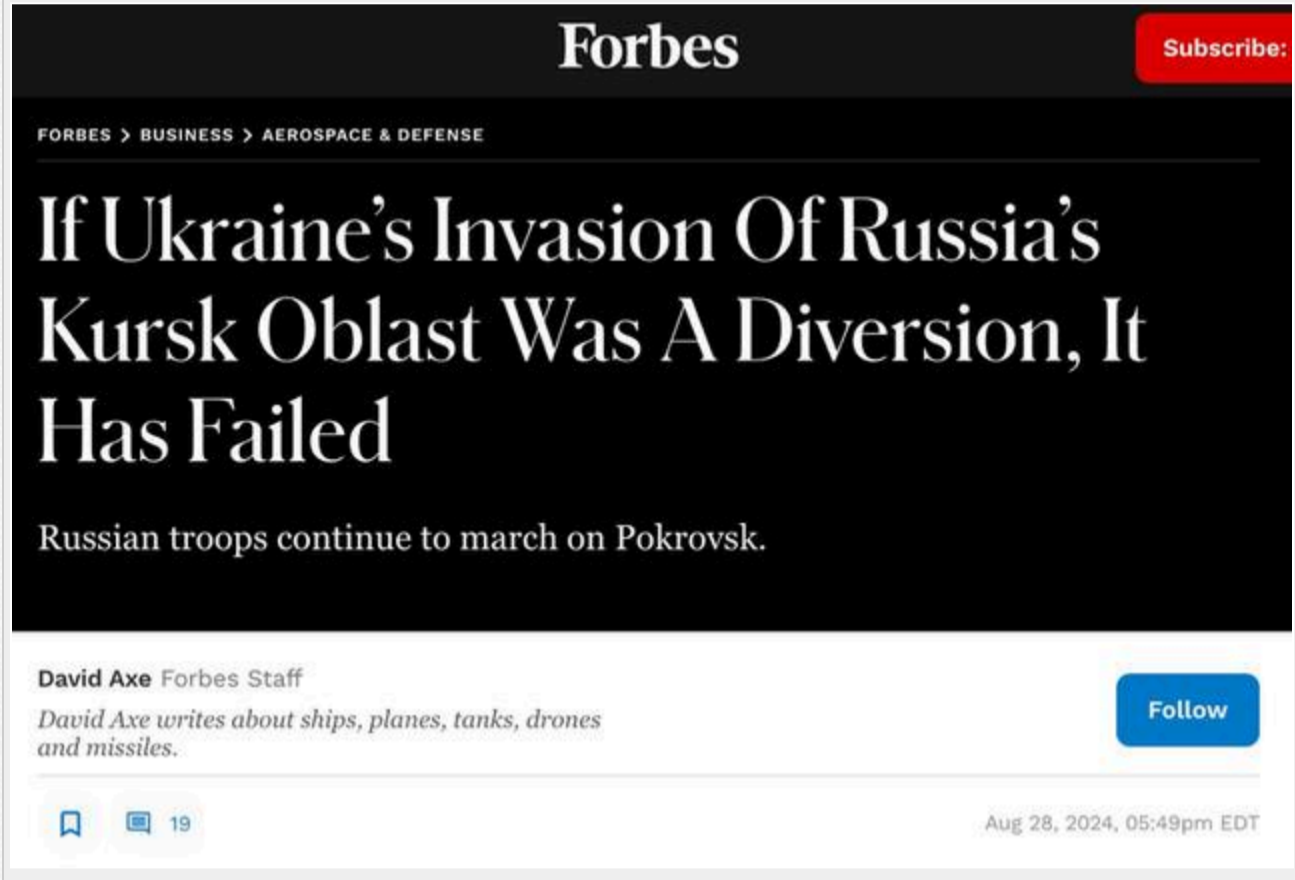 Forbes
Subscribe:
FORBES > BUSINESS > AEROSPACE & DEFENSE
If Ukraine’s Invasion Of Russia’s
Kursk Oblast Was A Diversion, It
Has Failed
Russian troops continue to march on Pokrovsk.
David Axe Forbes Staff
David Axe writes about ships, planes, tanks, drones
and missiles.
Follow
19
Aug 28, 2024, 05:49pm EDT